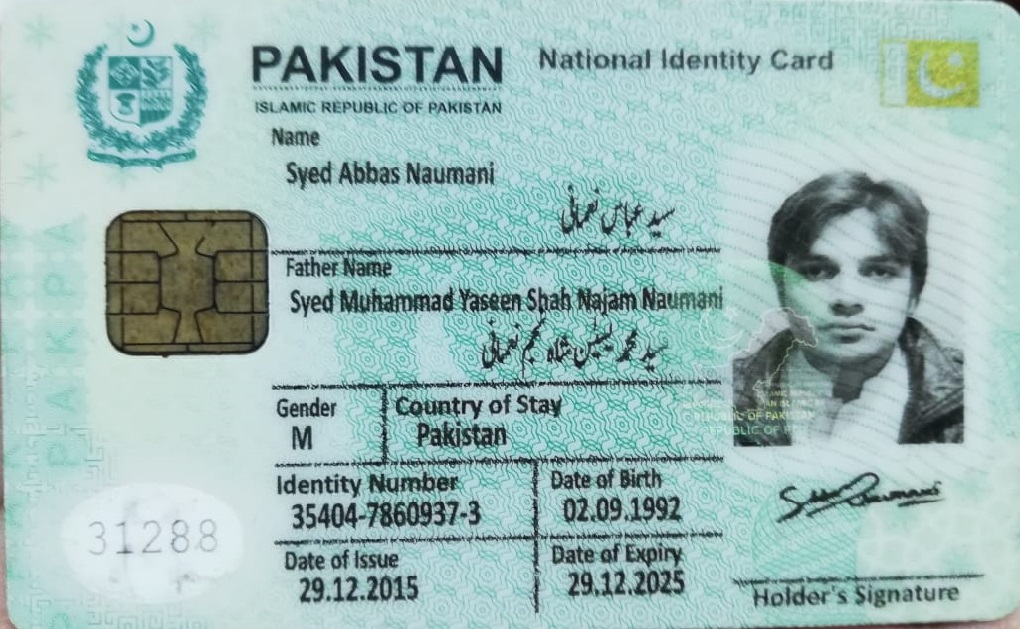 PAKISTAN
National Identity Card
ISLAMIC REPUBLIC OF PAKISTAN
Name
Syed Abbas Naumani
سید عباس نعمانی
Father Name
Syed Muhammad Yaseen Shah Najam Naumani
سید محمد یٰسین شاہ نجم نعمانی
Gender
M
Country of Stay
Pakistan
Identity Number
35404-7860937-3
Date of Birth
02.09.1992
Date of Issue
29.12.2015
Date of Expiry
29.12.2025
31288
Holder's Signature